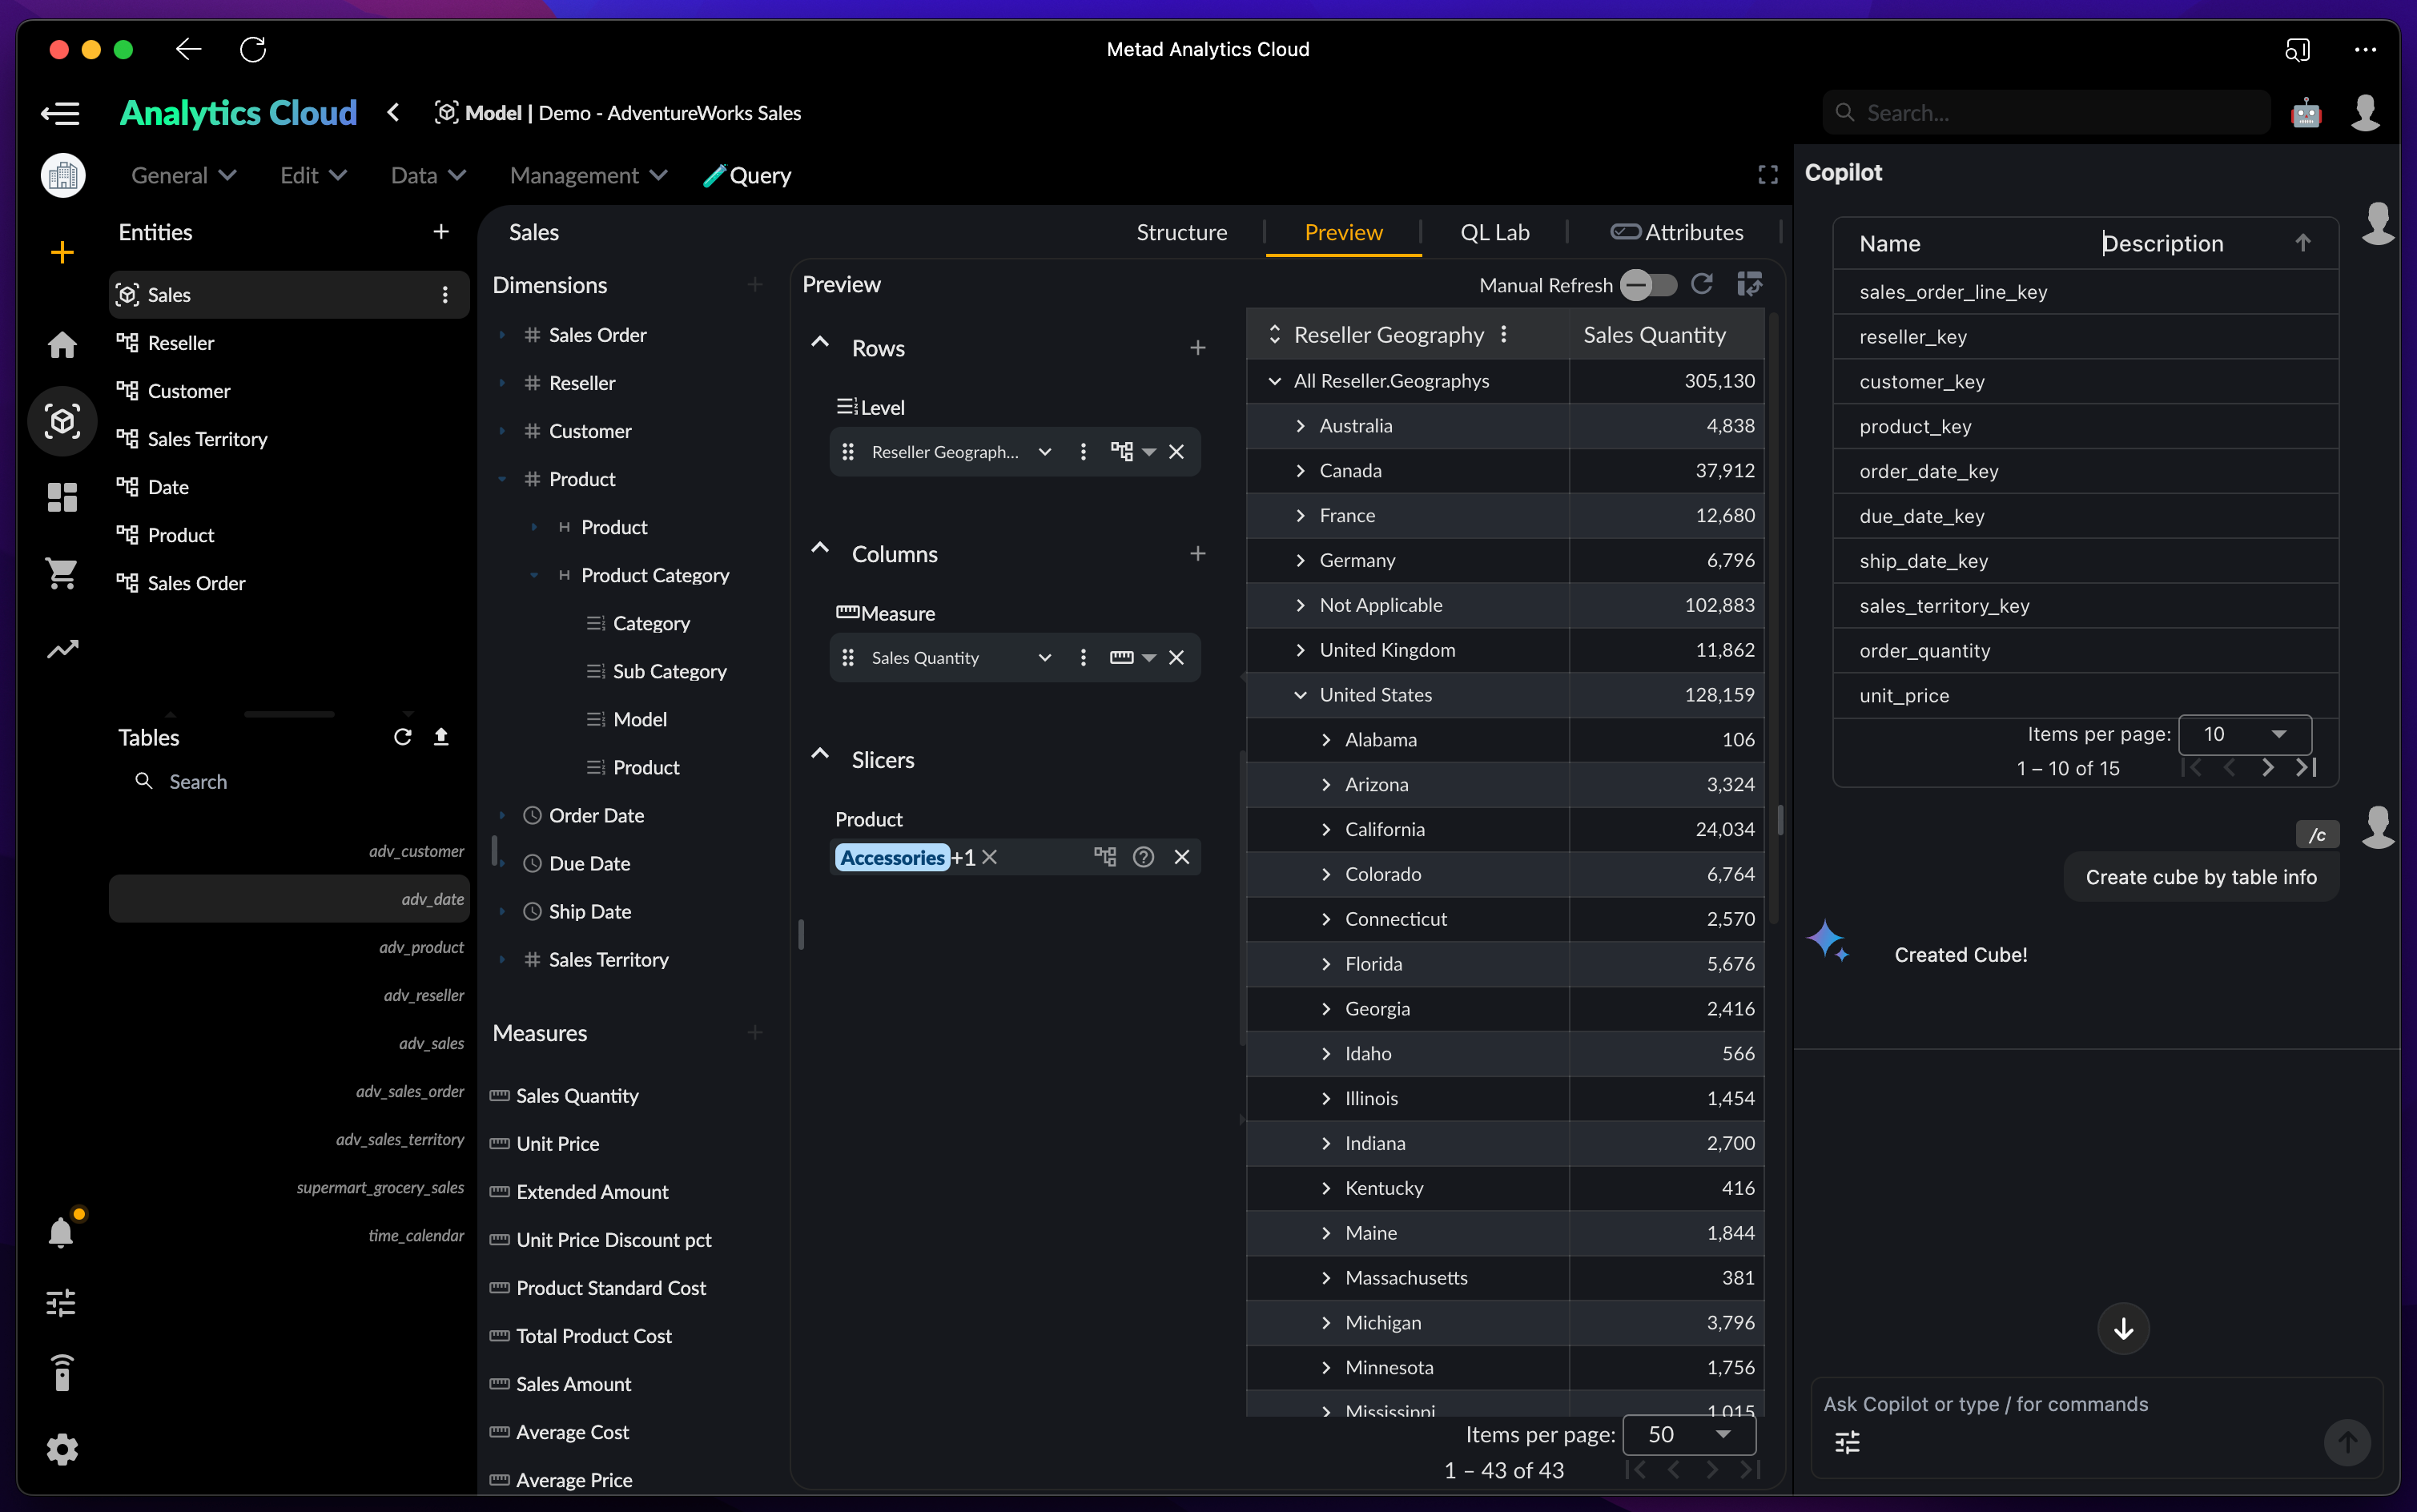 Metad Analytics Cloud
Analytics Cloud
Model | Demo - AdventureWorks Sales
Search...
General
Edit
Data
Management
Query
Entities
Sales
Reseller
Customer
Sales Territory
Date
Product
Sales Order
Tables
Search
adv_customer
adv_date
adv_product
adv_reseller
adv_sales
adv_sales_order
adv_sales_territory
supermart_grocery_sales
time_calendar
Sales
Structure
Preview
QL Lab
Attributes
Dimensions
Sales Order
Reseller
Customer
Product
H Product
H Product Category
Category
Sub Category
Model
Product
Order Date
Due Date
Ship Date
Sales Territory
Measures
Sales Quantity
Unit Price
Extended Amount
Unit Price Discount pct
Product Standard Cost
Total Product Cost
Sales Amount
Average Cost
Average Price
Preview
Manual Refresh
Rows
Level
Reseller Geograph...
Columns
Measure
Sales Quantity
Slicers
Product
Accessories +1
Reseller Geography Sales Quantity
All Reseller.Geographys 305,130
Australia 4,838
Canada 37,912
France 12,680
Germany 6,796
Not Applicable 102,883
United Kingdom 11,862
United States 128,159
Alabama 106
Arizona 3,324
California 24,034
Colorado 6,764
Connecticut 2,570
Florida 5,676
Georgia 2,416
Idaho 566
Illinois 1,454
Indiana 2,700
Kentucky 416
Maine 1,844
Massachusetts 381
Michigan 3,796
Minnesota 1,756
Mississippi 1,015
Items per page: 50
1 – 43 of 43
Copilot
Name Description
sales_order_line_key
reseller_key
customer_key
product_key
order_date_key
due_date_key
ship_date_key
sales_territory_key
order_quantity
unit_price
Items per page: 10
1 – 10 of 15
/c
Create cube by table info
Created Cube!
Ask Copilot or type / for commands